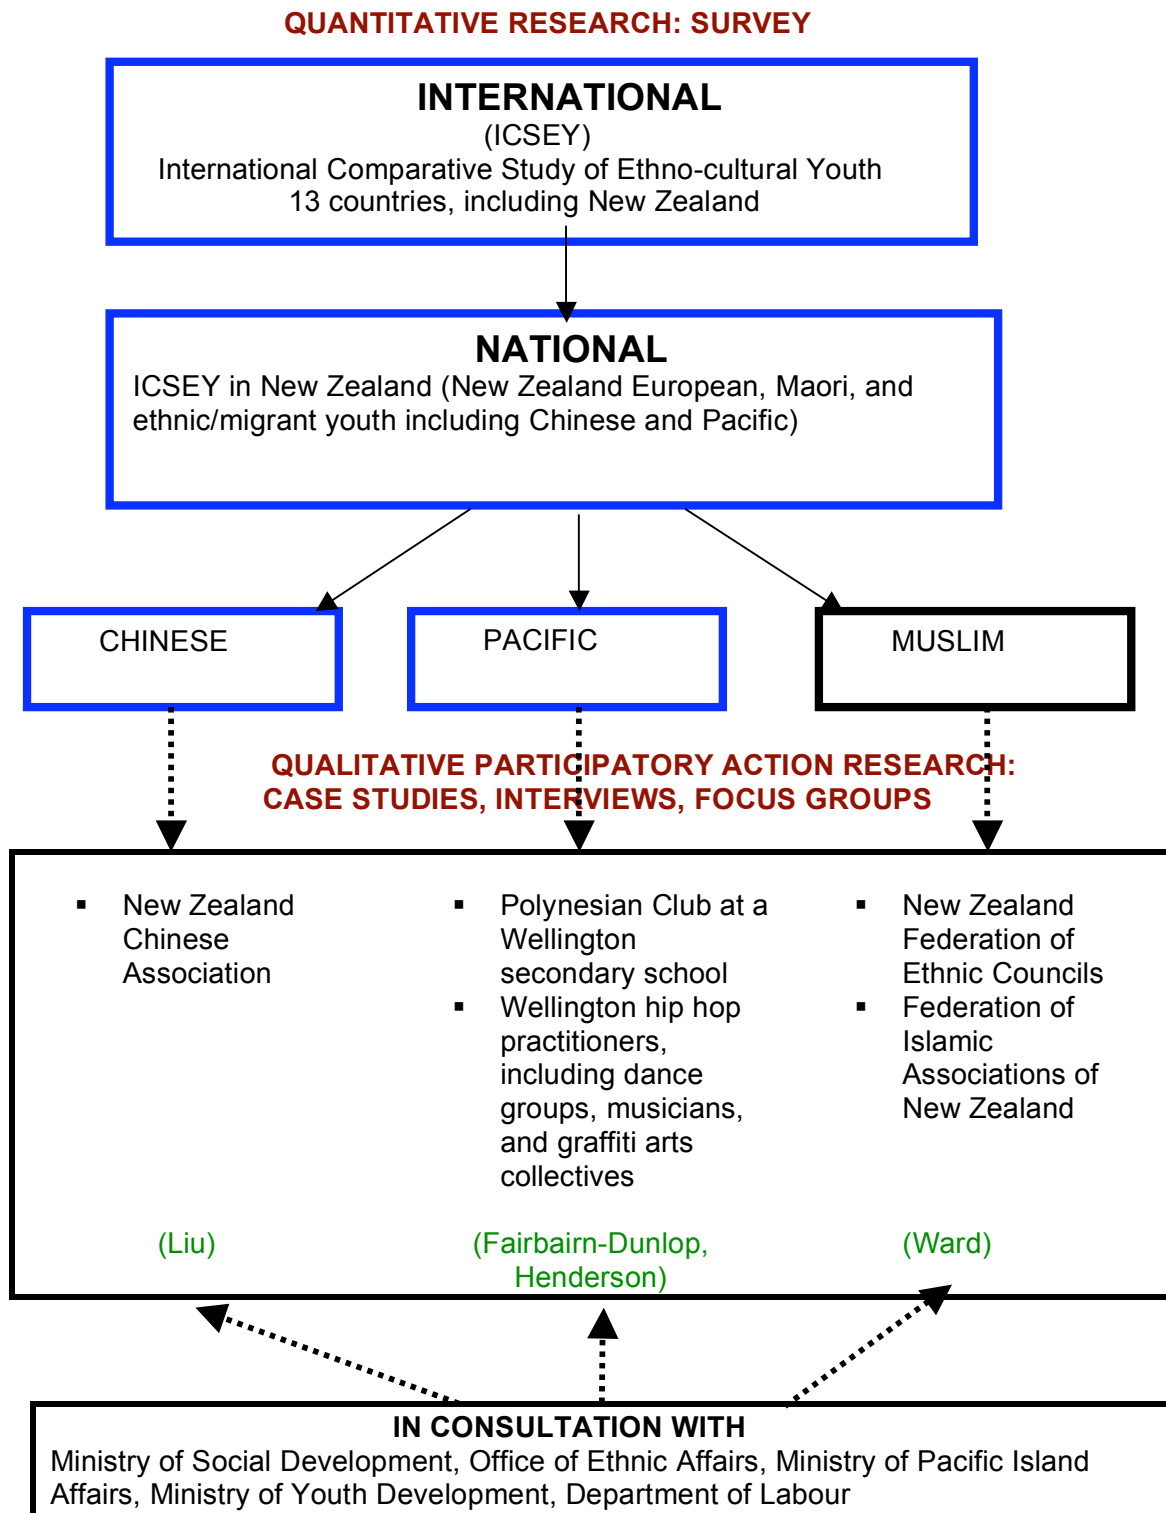 QUANTITATIVE RESEARCH: SURVEY
INTERNATIONAL
(ICSEY)
International Comparative Study of Ethno-cultural Youth
13 countries, including New Zealand
NATIONAL
ICSEY in New Zealand (New Zealand European, Maori, and
ethnic/migrant youth including Chinese and Pacific)
CHINESE
PACIFIC
MUSLIM
QUALITATIVE PARTICIPATORY ACTION RESEARCH:
CASE STUDIES, INTERVIEWS, FOCUS GROUPS
▪ New Zealand
Chinese
Association
(Liu)
▪ Polynesian Club at a
Wellington
secondary school
▪ Wellington hip hop
practitioners,
including dance
groups, musicians,
and graffiti arts
collectives
(Fairbairn-Dunlop,
Henderson)
▪ New Zealand
Federation of
Ethnic Councils
▪ Federation of
Islamic
Associations of
New Zealand
(Ward)
IN CONSULTATION WITH
Ministry of Social Development, Office of Ethnic Affairs, Ministry of Pacific Island
Affairs, Ministry of Youth Development, Department of Labour